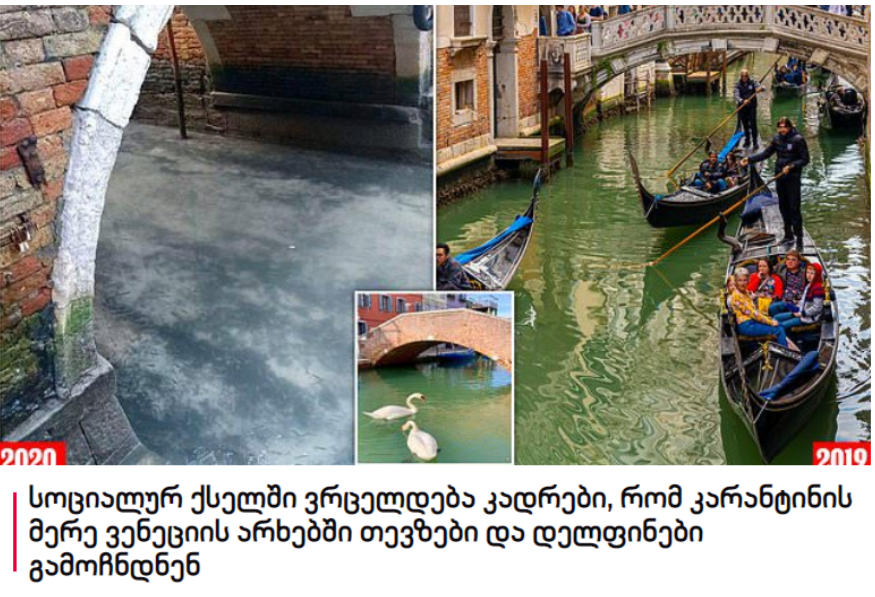 2020
2019
სოციალურ ქსელში ვრცელდება კადრები, რომ კარანტინის
მერე ვენეციის არხებში თევზები და დელფინები
გამოჩნდნენ